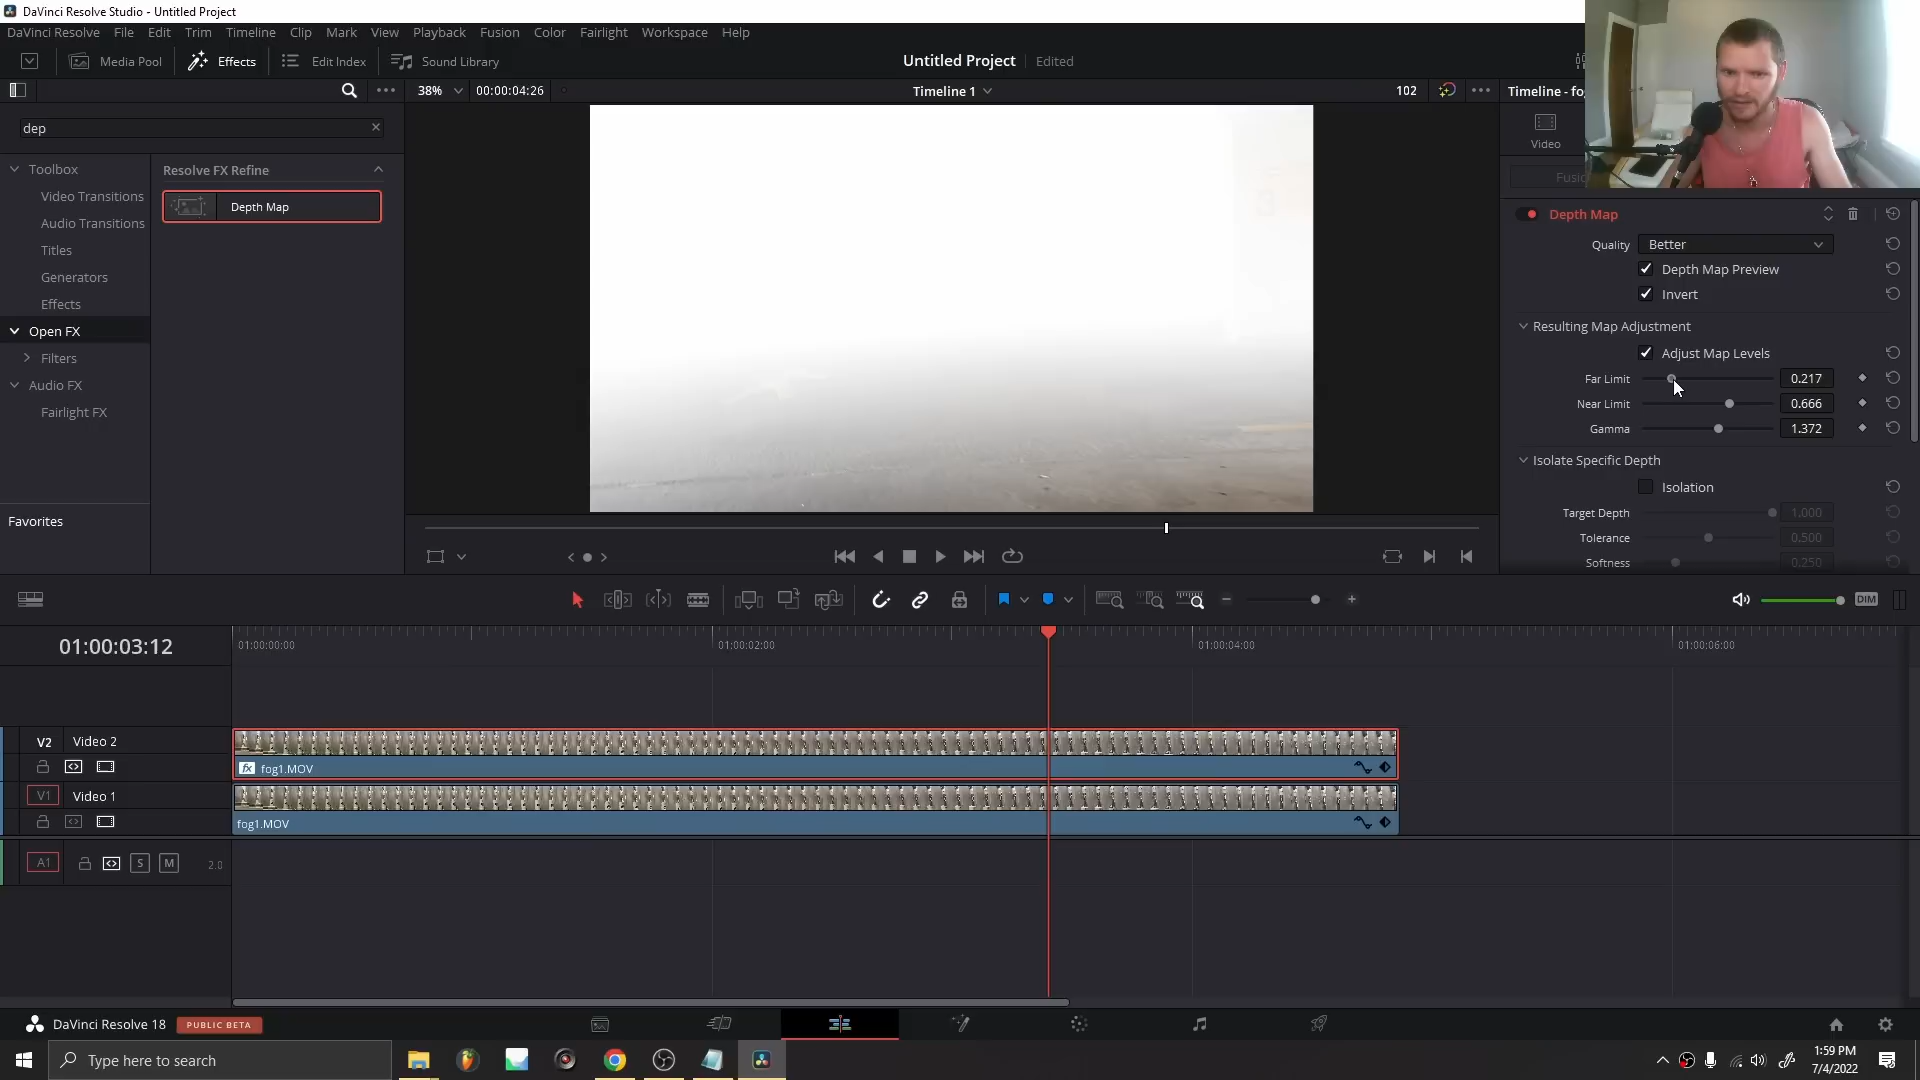 DaVinci Resolve Studio - Untitled Project
DaVinci Resolve File Edit Trim Timeline Clip Mark View Playback Fusion Color Fairlight Workspace Help
Media Pool Effects Edit Index Sound Library Untitled Project Edited
38% 00:00:04:26 Timeline 1 102 Timeline - fo
dep
Video
Toolbox Resolve FX Refine
Video Transitions
Depth Map
Audio Transitions
Titles
Generators
Effects
Open FX
Filters
Audio FX
Fairlight FX
Favorites
Fusio
Depth Map
Quality Better
Depth Map Preview
Invert
Resulting Map Adjustment
Adjust Map Levels
Far Limit 0.217
Near Limit 0.666
Gamma 1.372
Isolate Specific Depth
Isolation
Target Depth 1.000
Tolerance 0.500
Softness 0.250
DIM
01:00:03:12
01:00:00:00 01:00:02:00 01:00:04:00 01:00:06:00
V2 Video 2
fx fog1.MOV
V1 Video 1
fog1.MOV
A1 S M 2.0
DaVinci Resolve 18 PUBLIC BETA
Type here to search
1:59 PM
7/4/2022